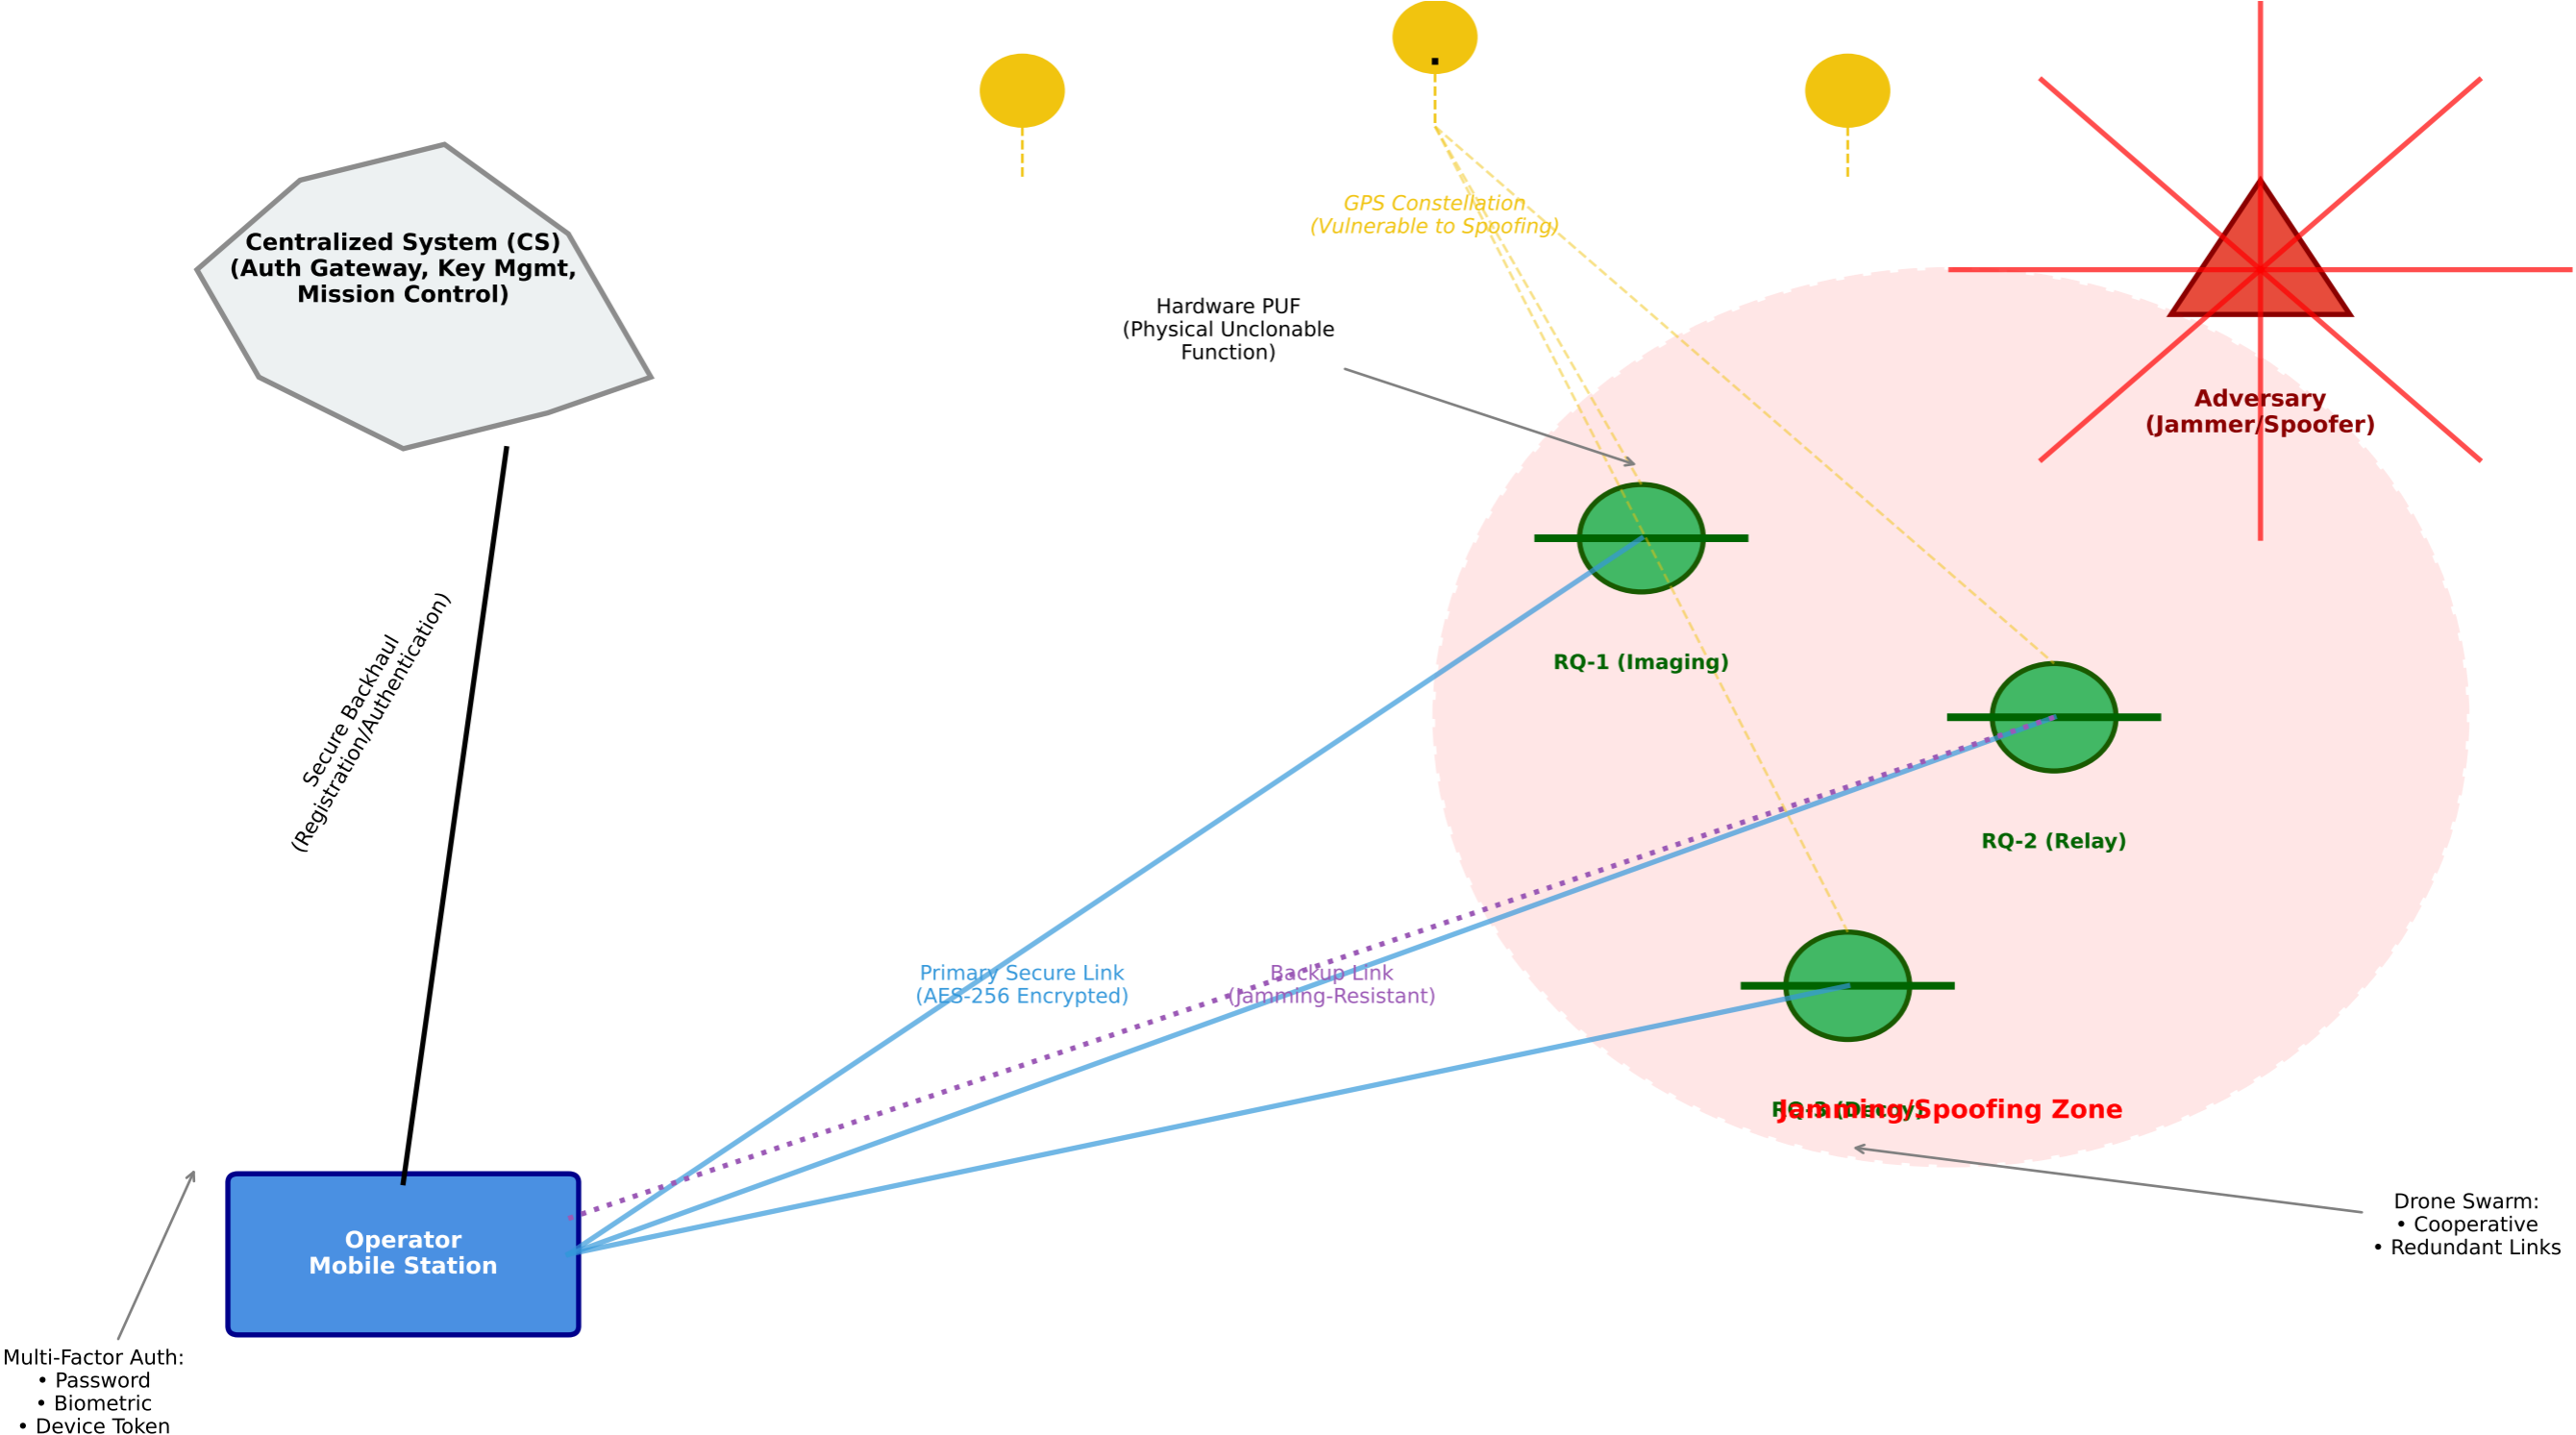 GPS Constellation
(Vulnerable to Spoofing)
Centralized System (CS)
(Auth Gateway, Key Mgmt,
Mission Control)
Hardware PUF
(Physical Unclonable
Function)
Adversary
(Jammer/Spoofer)
Secure Backhaul
(Registration/Authentication)
RQ-1 (Imaging)
RQ-2 (Relay)
Primary Secure Link
(AES-256 Encrypted)
Backup Link
(Jamming-Resistant)
RQ-3 (Decoy)
Jamming/Spoofing Zone
Drone Swarm:
• Cooperative
• Redundant Links
Operator
Mobile Station
Multi-Factor Auth:
• Password
• Biometric
• Device Token